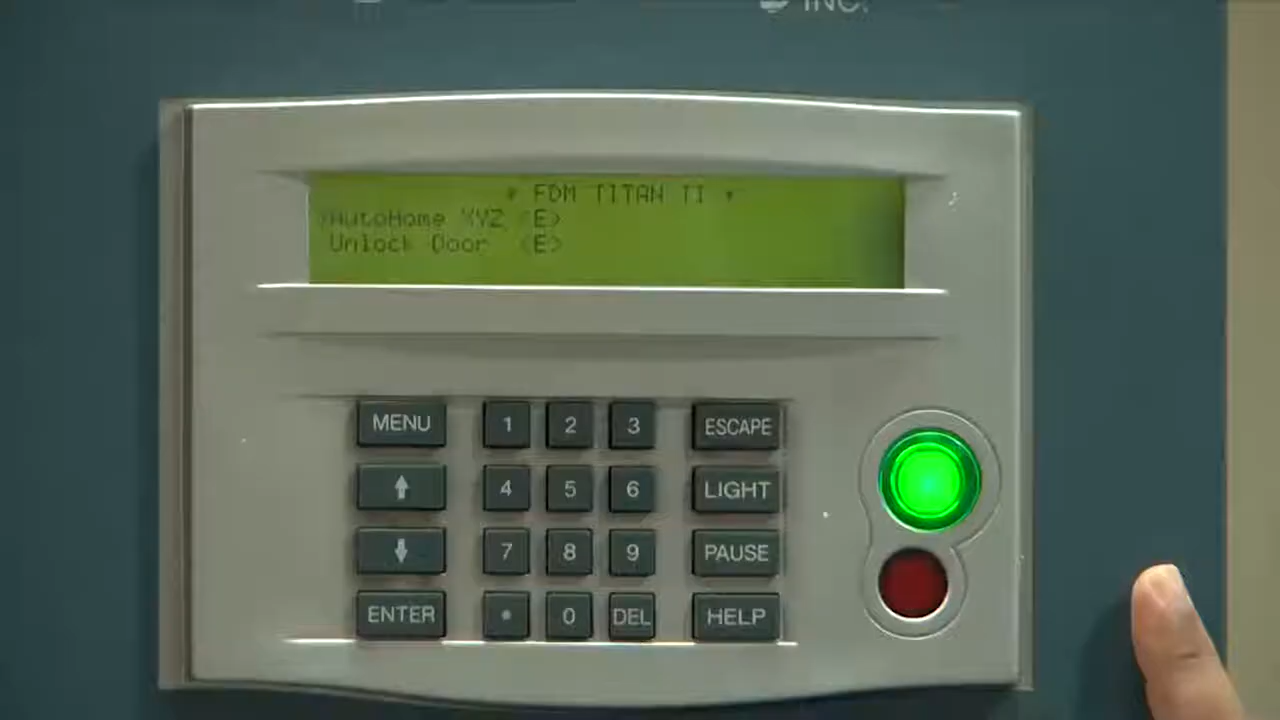 INC.
* FDM TITAN TI *
>AutoHome XYZ <E>
Unlock Door <E>
MENU 1 2 3 ESCAPE
4 5 6 LIGHT
7 8 9 PAUSE
ENTER * 0 DEL HELP